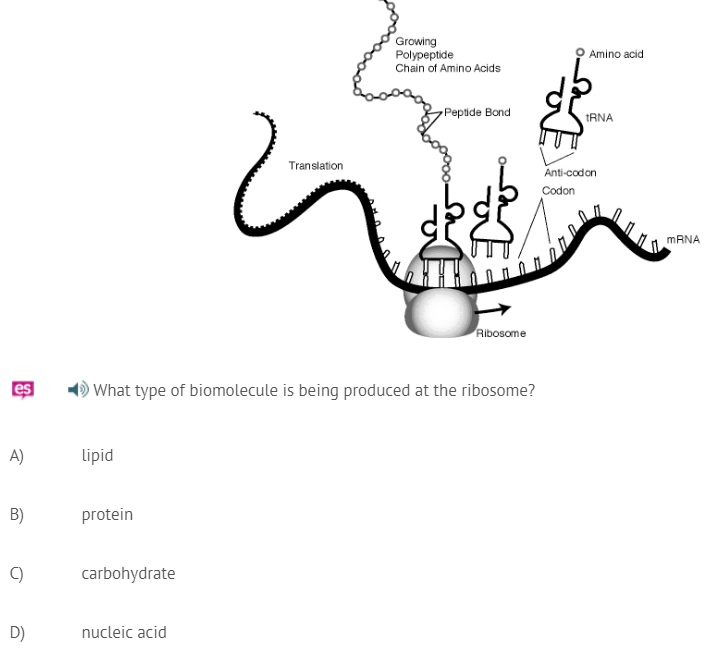 Growing
Polypeptide
Chain of Amino Acids
Amino acid
Peptide Bond
tRNA
Translation
Anti-codon
Codon
mRNA
Ribosome
es
What type of biomolecule is being produced at the ribosome?
A) lipid
B) protein
C) carbohydrate
D) nucleic acid